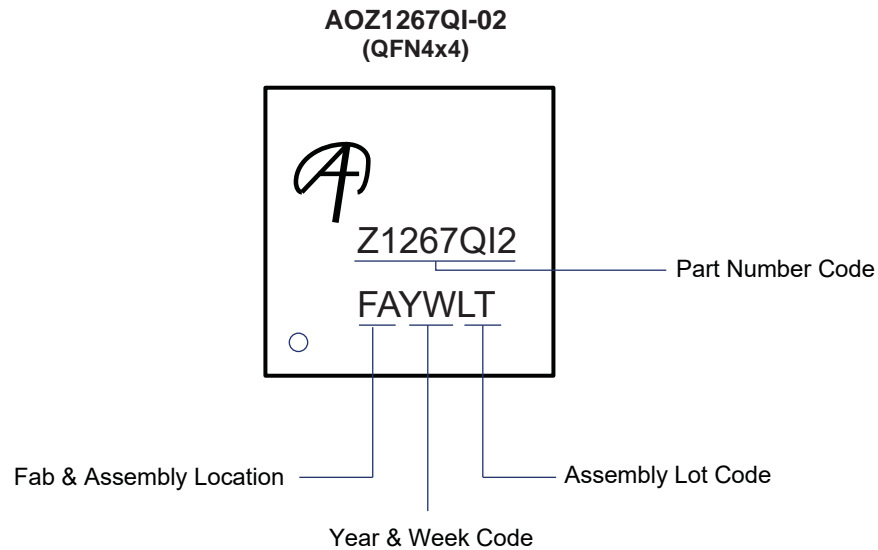 AOZ1267QI-02
(QFN4x4)
Z1267QI2
Part Number Code
FAYWLT
Fab & Assembly Location
Assembly Lot Code
Year & Week Code